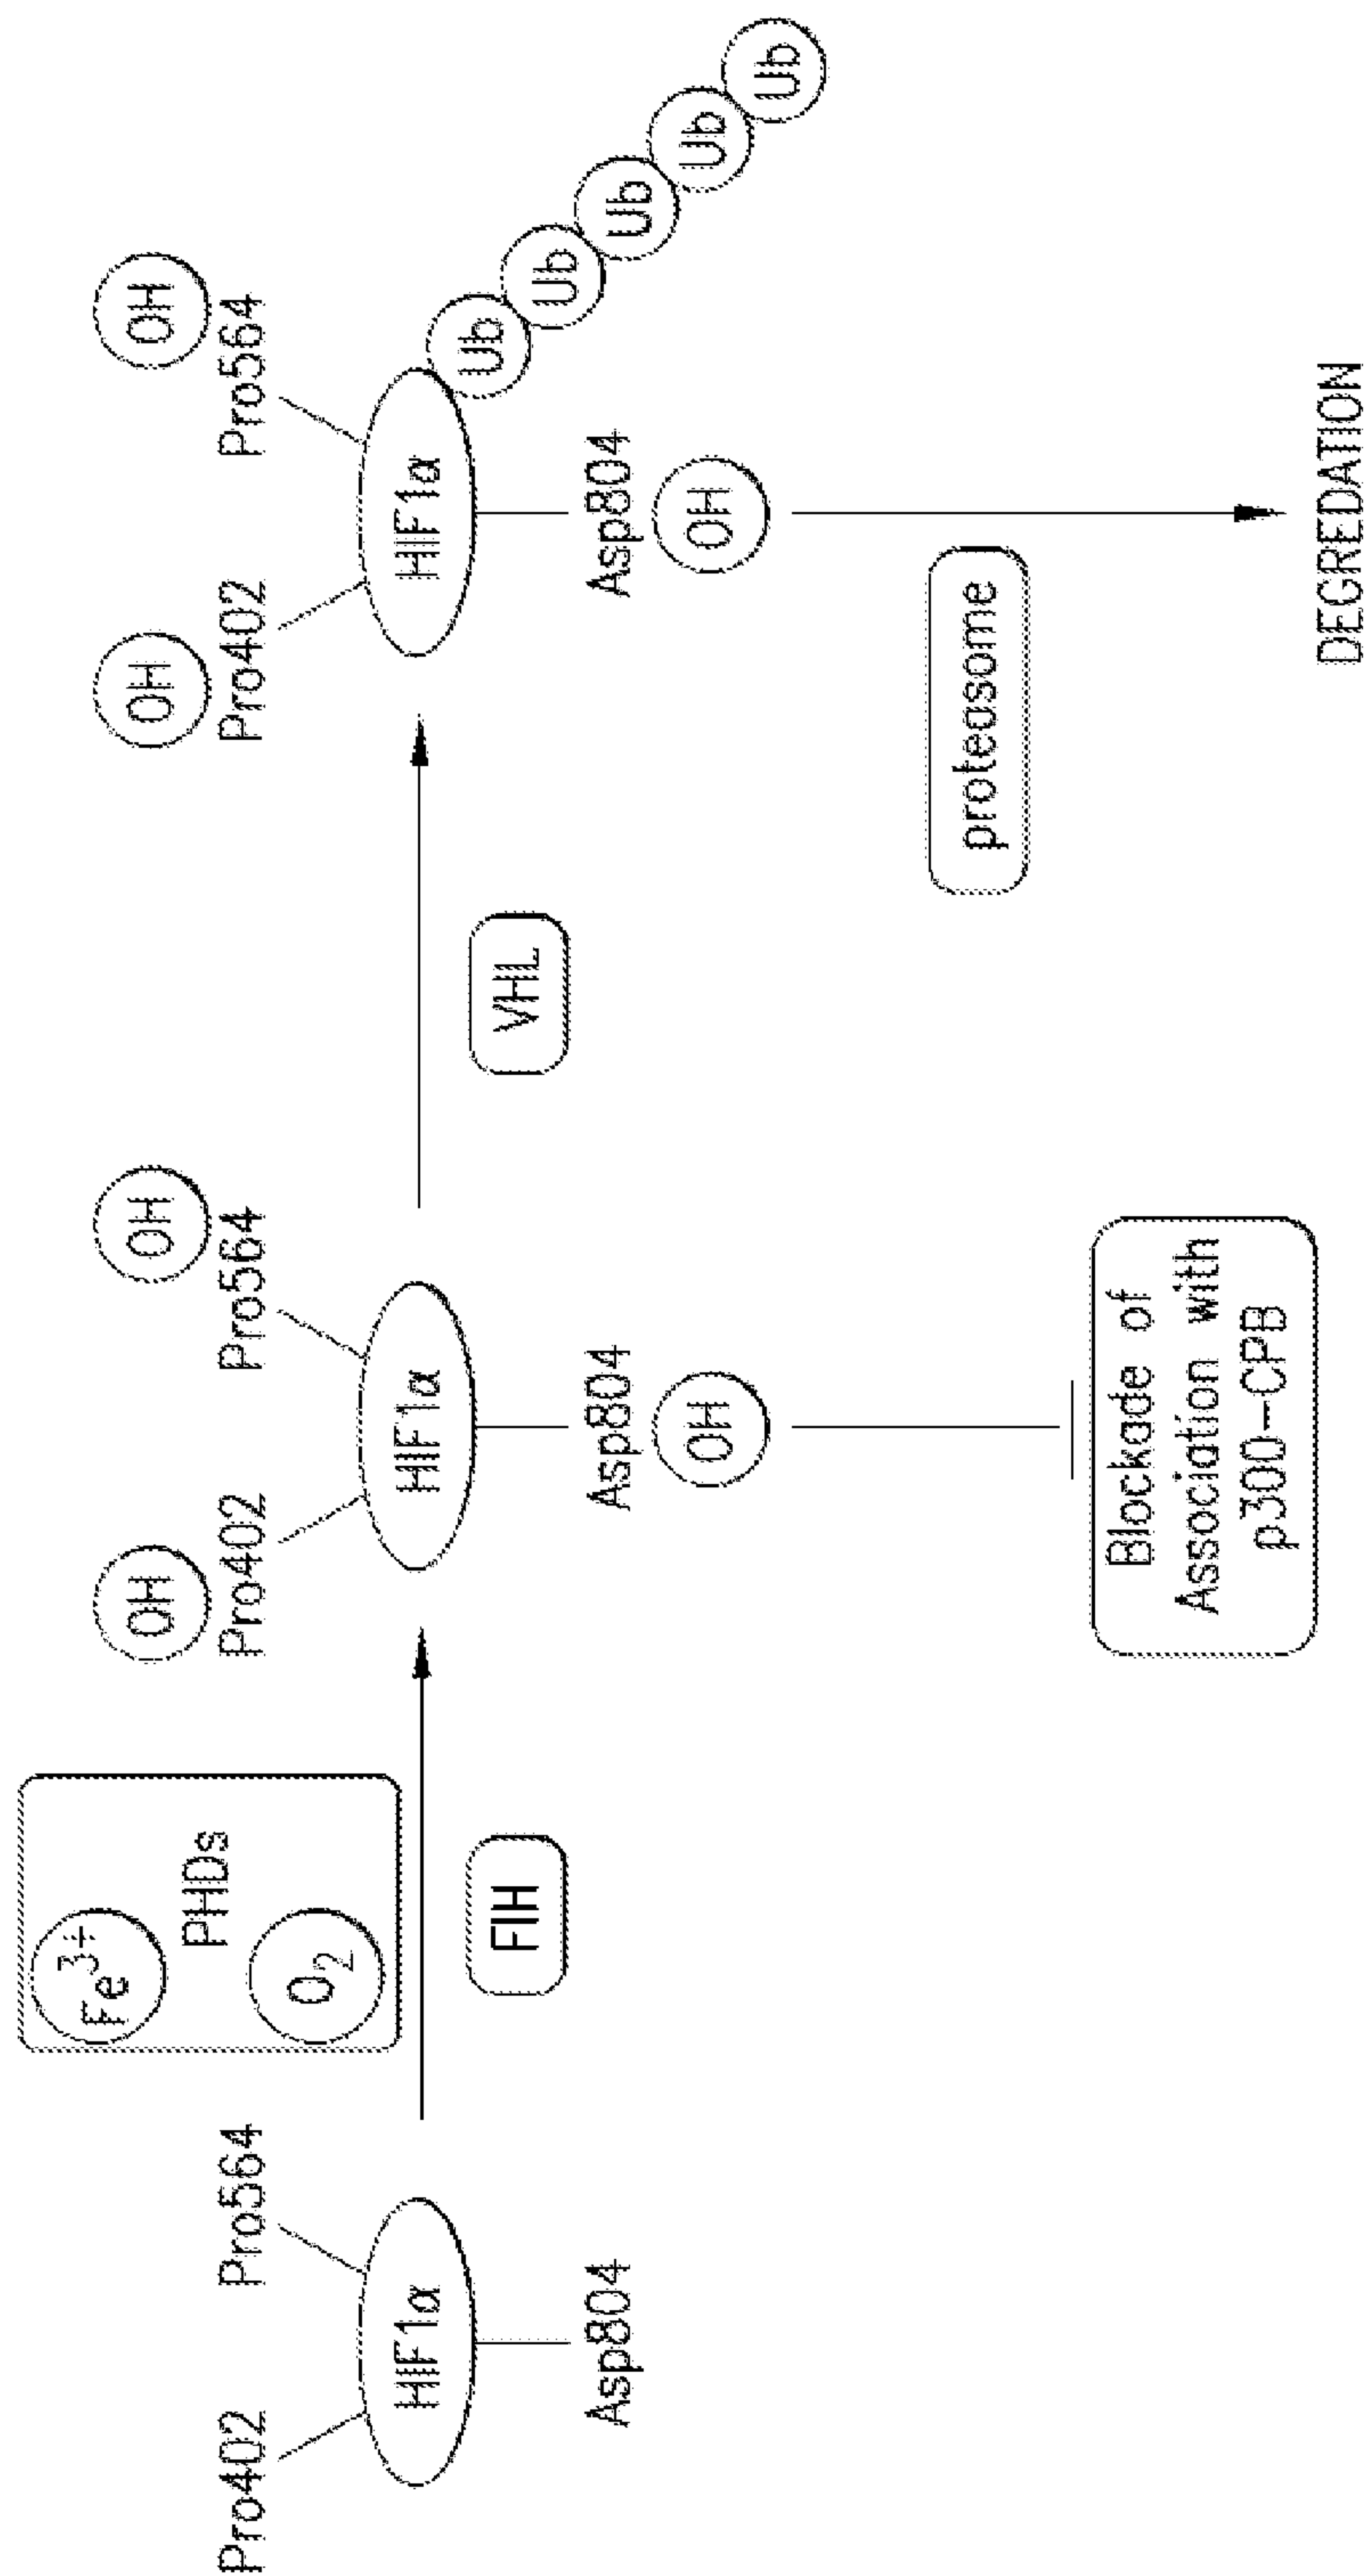 Pro402
Pro564
HIF1α
Asp804
Fe3+
PHDs
O2
FIH
OH
OH
Pro402
Pro564
HIF1α
Asp804
OH
Blockade of
Association with
p300-CPB
VHL
OH
OH
Pro402
Pro564
HIF1α
Ub
Ub
Ub
Ub
Ub
Asp804
OH
proteasome
DEGREDATION